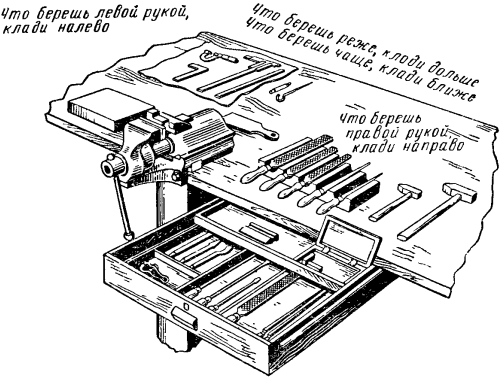 Что берешь левой рукой,
клади налево
Что берешь реже, клади дольше
Что берешь чаще, клади ближе
Что берешь
правой рукой,
клади направо